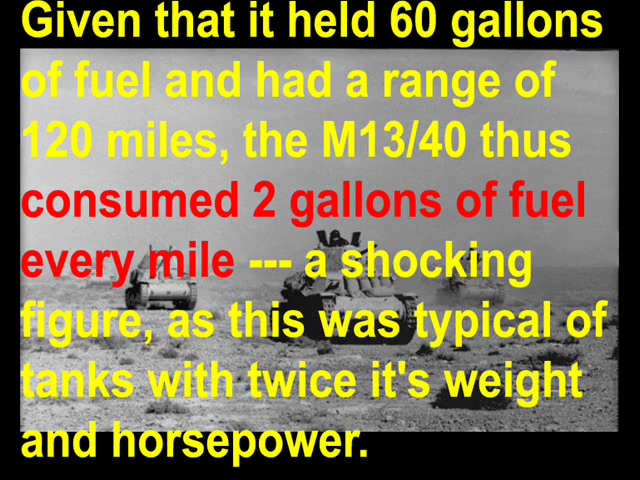 Given that it held 60 gallons
of fuel and had a range of
120 miles, the M13/40 thus
consumed 2 gallons of fuel
every mile --- a shocking
figure, as this was typical of
tanks with twice it's weight
and horsepower.